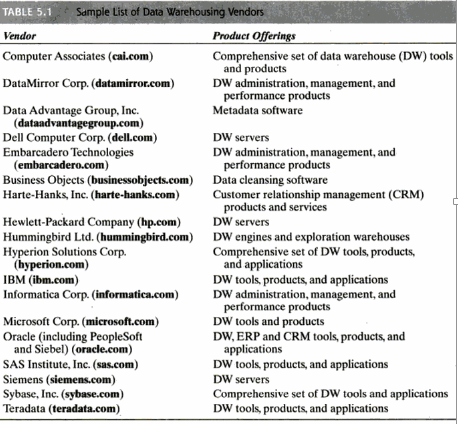 TABLE 5.1 Sample List of Data Warehousing Vendors
Vendor Product Offerings
Computer Associates (cai.com) Comprehensive set of data warehouse (DW) tools
and products
DataMirror Corp. (datamirror.com) DW administration, management, and
performance products
Data Advantage Group, Inc. Metadata software
(dataadvantagegroup.com)
Dell Computer Corp. (dell.com) DW servers
Embarcadero Technologies DW administration, management, and
(embarcadero.com) performance products
Business Objects (businessobjects.com) Data cleansing software
Harte-Hanks, Inc. (harte-hanks.com) Customer relationship management (CRM)
products and services
Hewlett-Packard Company (hp.com) DW servers
Hummingbird Ltd. (hummingbird.com) DW engines and exploration warehouses
Hyperion Solutions Corp. Comprehensive set of DW tools, products,
(hyperion.com) and applications
IBM (ibm.com) DW tools, products, and applications
Informatica Corp. (informatica.com) DW administration, management, and
performance products
Microsoft Corp. (microsoft.com) DW tools and products
Oracle (including PeopleSoft DW, ERP and CRM tools, products, and
and Siebel) (oracle.com) applications
SAS Institute, Inc. (sas.com) DW tools, products, and applications
Siemens (siemens.com) DW servers
Sybase, Inc. (sybase.com) Comprehensive set of DW tools and applications
Teradata (teradata.com) DW tools, products, and applications